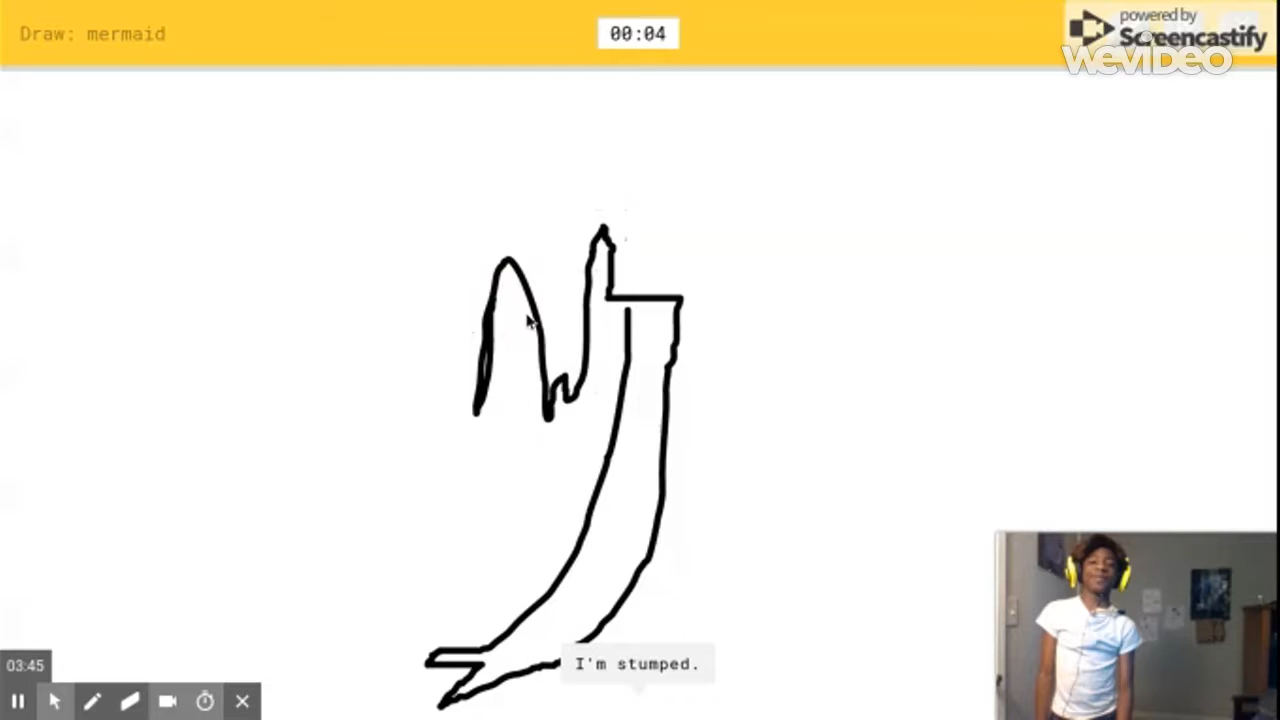 Draw: mermaid
00:04
powered by
Screencastify
WeVideo
I'm stumped.
03:45